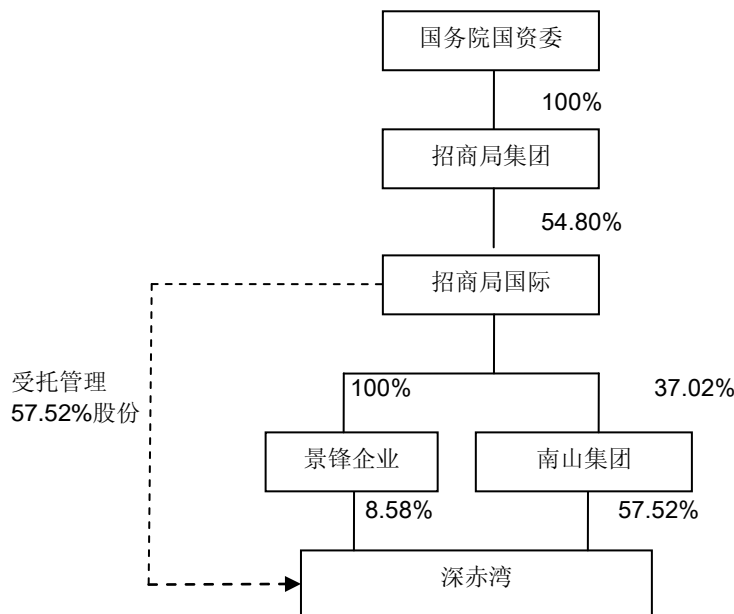 国务院国资委
100%
招商局集团
54.80%
招商局国际
受托管理
57.52%股份
100%
37.02%
景锋企业
南山集团
8.58%
57.52%
深赤湾